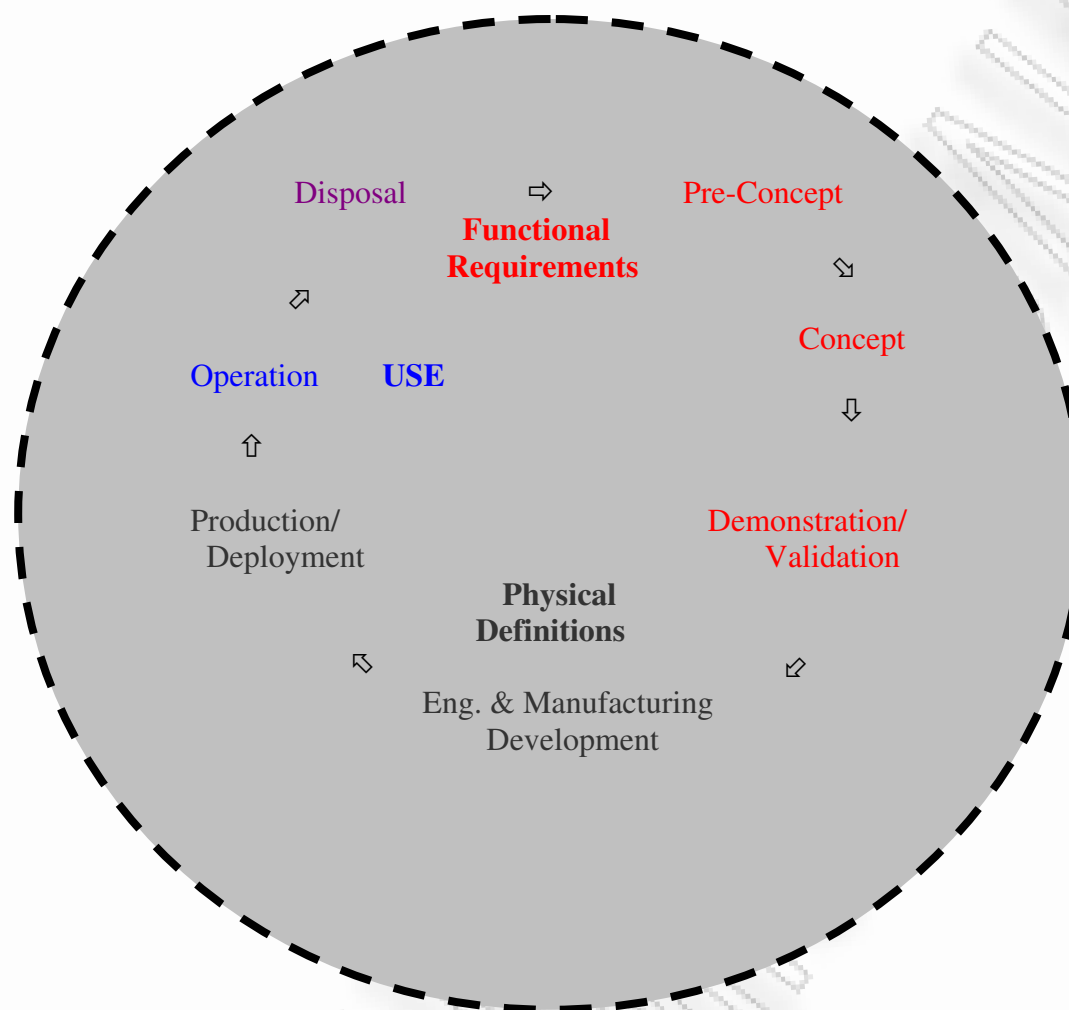 Disposal
Pre-Concept
Functional
Requirements
Concept
Operation
USE
Production/
Deployment
Demonstration/
Validation
Physical
Definitions
Eng. & Manufacturing
Development